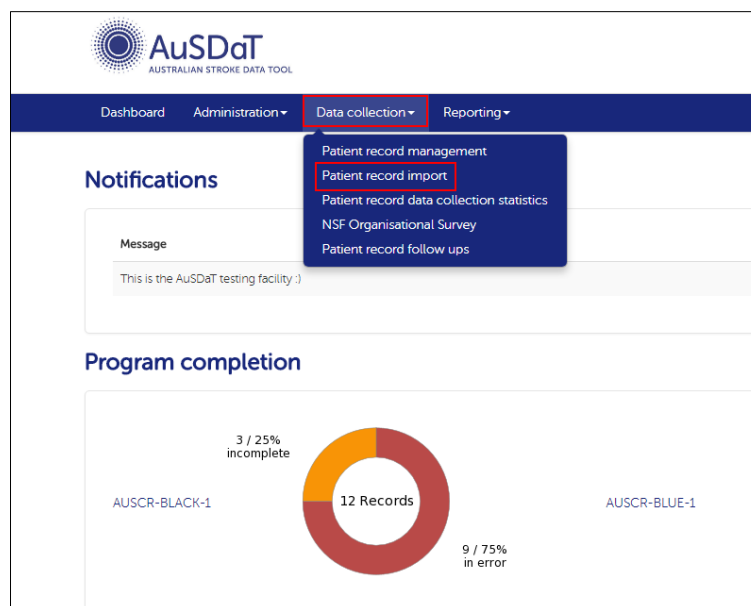 AuSDaT
AUSTRALIAN STROKE DATA TOOL
Dashboard Administration Data collection Reporting
Patient record management
Patient record import
Patient record data collection statistics
NSF Organisational Survey
Patient record follow ups
Notifications
Message
This is the AuSDaT testing facility :)
Program completion
3 / 25%
incomplete
AUSCR-BLACK-1
12 Records
9 / 75%
in error
AUSCR-BLUE-1